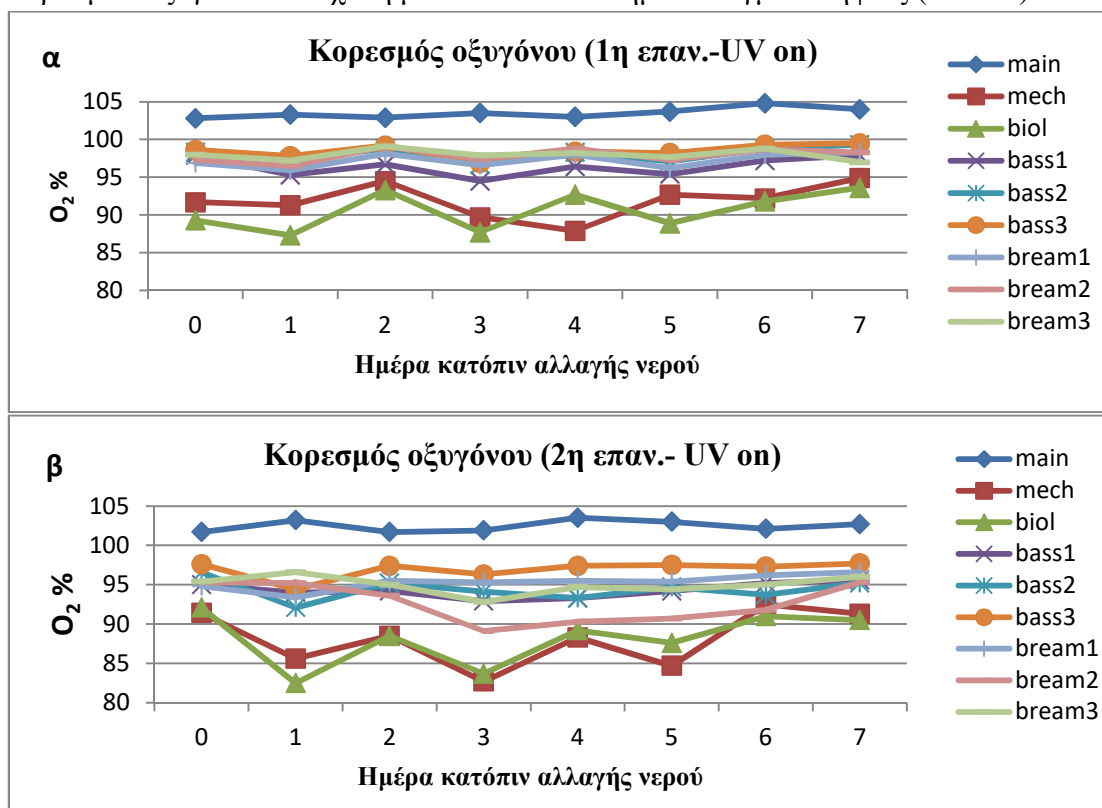 α
Κορεσμός οξυγόνου (1η επαν.-UV on)
O₂ %
105
100
95
90
85
80
0 1 2 3 4 5 6 7
Ημέρα κατόπιν αλλαγής νερού
main
mech
biol
bass1
bass2
bass3
bream1
bream2
bream3
β
Κορεσμός οξυγόνου (2η επαν.- UV on)
O₂ %
105
100
95
90
85
80
0 1 2 3 4 5 6 7
Ημέρα κατόπιν αλλαγής νερού
main
mech
biol
bass1
bass2
bass3
bream1
bream2
bream3